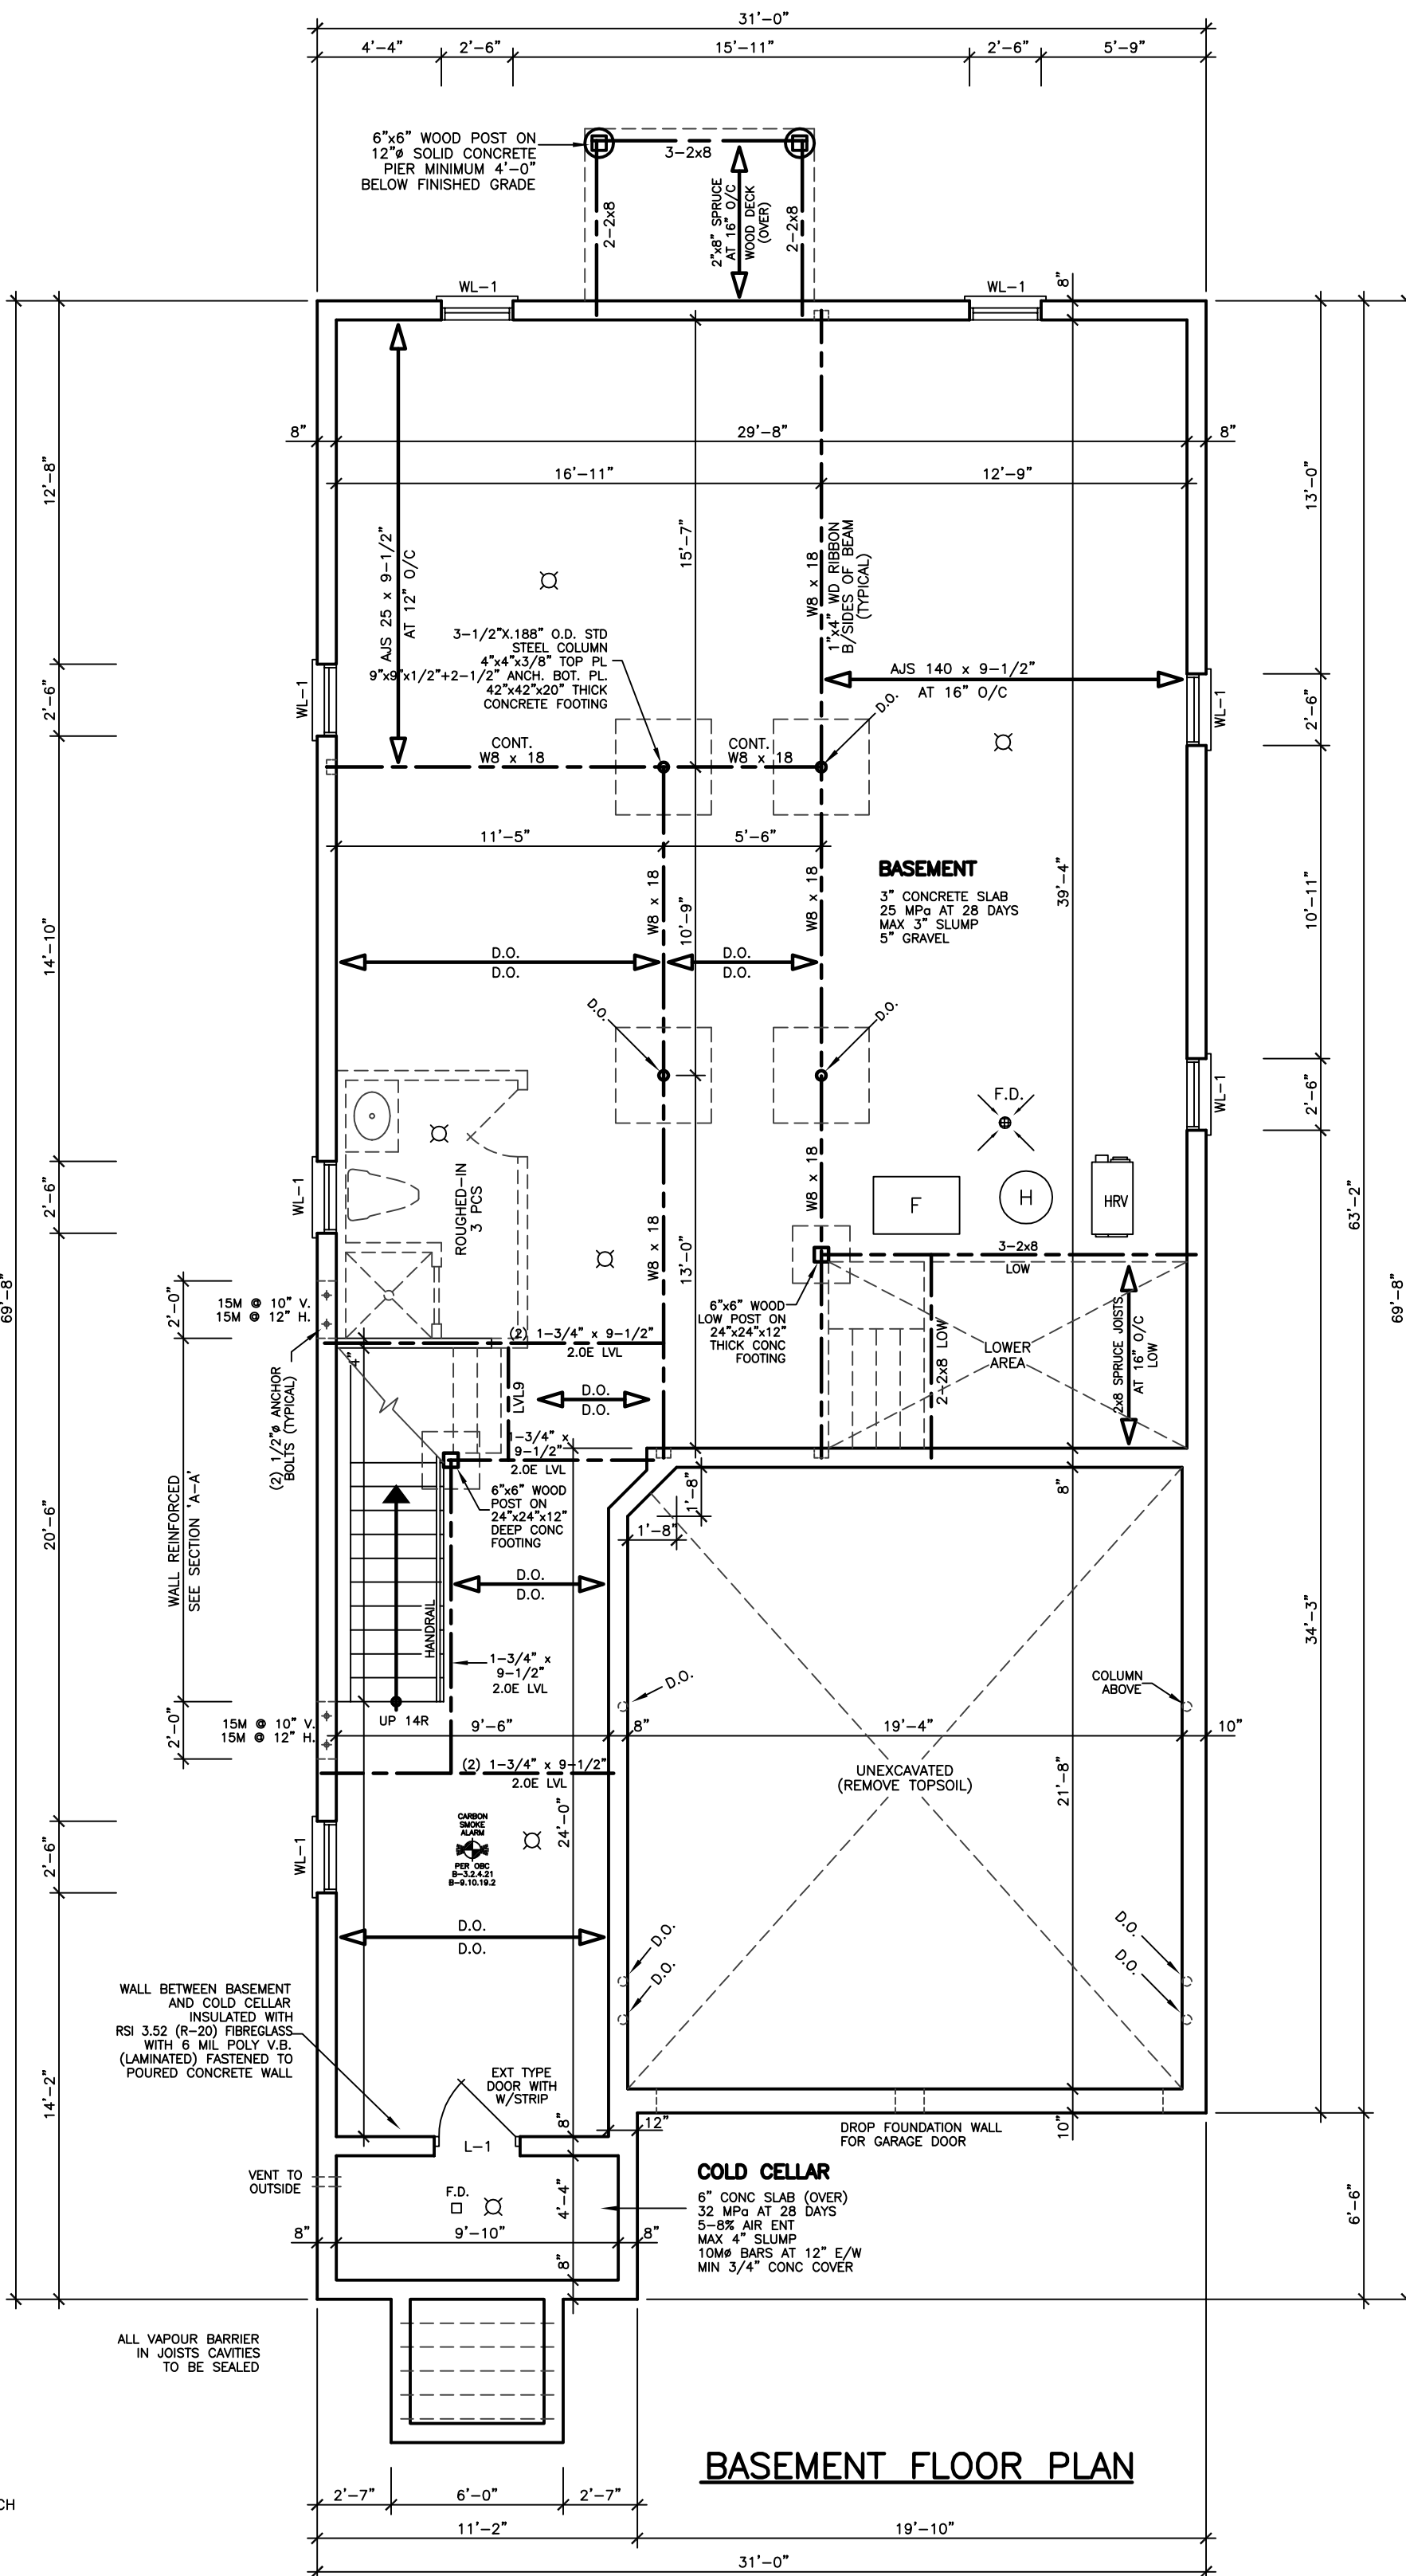 31'-0"
4'-4"
2'-6"
15'-11"
2'-6"
5'-9"
6"x6" WOOD POST ON
12"ø SOLID CONCRETE
PIER MINIMUM 4'-0"
BELOW FINISHED GRADE
3-2x8
2-2x8
2"x8" SPRUCE
AT 16" O/C
WOOD DECK
(OVER)
2-2x8
WL-1
WL-1
8"
8"
29'-8"
8"
16'-11"
12'-9"
12'-8"
13'-0"
15'-7"
AJS 25 x 9-1/2"
AT 12" O/C
W8 x 18
1"x4" WD RIBBON
B/SIDES OF BEAM
(TYPICAL)
3-1/2"X.188" O.D. STD
STEEL COLUMN
4"x4"x3/8" TOP PL
9"x9"x1/2"+2-1/2" ANCH. BOT. PL.
42"x42"x20" THICK
CONCRETE FOOTING
AJS 140 x 9-1/2"
AT 16" O/C
D.O.
2'-6"
WL-1
WL-1
2'-6"
CONT.
W8 x 18
CONT.
W8 x 18
11'-5"
5'-6"
BASEMENT
3" CONCRETE SLAB
25 MPa AT 28 DAYS
MAX 3" SLUMP
5" GRAVEL
39'-4"
W8 x 18
10'-9"
W8 x 18
14'-10"
10'-11"
D.O.
D.O.
D.O.
D.O.
D.O.
D.O.
F.D.
2'-6"
WL-1
2'-6"
WL-1
ROUGHED-IN
3 PCS
W8 x 18
13'-0"
W8 x 18
F
H
HRV
63'-2"
69'-8"
69'-8"
3-2x8
LOW
2'-0"
15M @ 10" V.
15M @ 12" H.
6"x6" WOOD
LOW POST ON
24"x24"x12"
THICK CONC
FOOTING
2-2x8 LOW
LOWER
AREA
2x8 SPRUCE JOISTS
AT 16" O/C
LOW
(2) 1-3/4" x 9-1/2"
2.0E LVL
4"
LVL9
D.O.
D.O.
(2) 1/2"ø ANCHOR
BOLTS (TYPICAL)
1-3/4" x
9-1/2"
2.0E LVL
6"x6" WOOD
POST ON
24"x24"x12"
DEEP CONC
FOOTING
1'-8"
1'-8"
8"
20'-6"
WALL REINFORCED
SEE SECTION 'A-A'
D.O.
D.O.
HANDRAIL
1-3/4" x
9-1/2"
2.0E LVL
34'-3"
D.O.
COLUMN
ABOVE
2'-0"
15M @ 10" V.
15M @ 12" H.
UP 14R
9'-6"
8"
19'-4"
10"
UNEXCAVATED
(REMOVE TOPSOIL)
21'-8"
(2) 1-3/4" x 9-1/2"
2.0E LVL
24'-0"
CARBON
SMOKE
ALARM
PER OBC
B-3.2.4.21
B-9.10.19.2
2'-6"
WL-1
D.O.
D.O.
D.O.
D.O.
D.O.
D.O.
WALL BETWEEN BASEMENT
AND COLD CELLAR
INSULATED WITH
RSI 3.52 (R-20) FIBREGLASS
WITH 6 MIL POLY V.B.
(LAMINATED) FASTENED TO
POURED CONCRETE WALL
14'-2"
EXT TYPE
DOOR WITH
W/STRIP
8"
12"
10"
DROP FOUNDATION WALL
FOR GARAGE DOOR
L-1
VENT TO
OUTSIDE
F.D.
4'-4"
8"
9'-10"
8"
8"
COLD CELLAR
6" CONC SLAB (OVER)
32 MPa AT 28 DAYS
5-8% AIR ENT
MAX 4" SLUMP
10Mø BARS AT 12" E/W
MIN 3/4" CONC COVER
6'-6"
ALL VAPOUR BARRIER
IN JOISTS CAVITIES
TO BE SEALED
BASEMENT FLOOR PLAN
2'-7"
6'-0"
2'-7"
CH
11'-2"
19'-10"
31'-0"